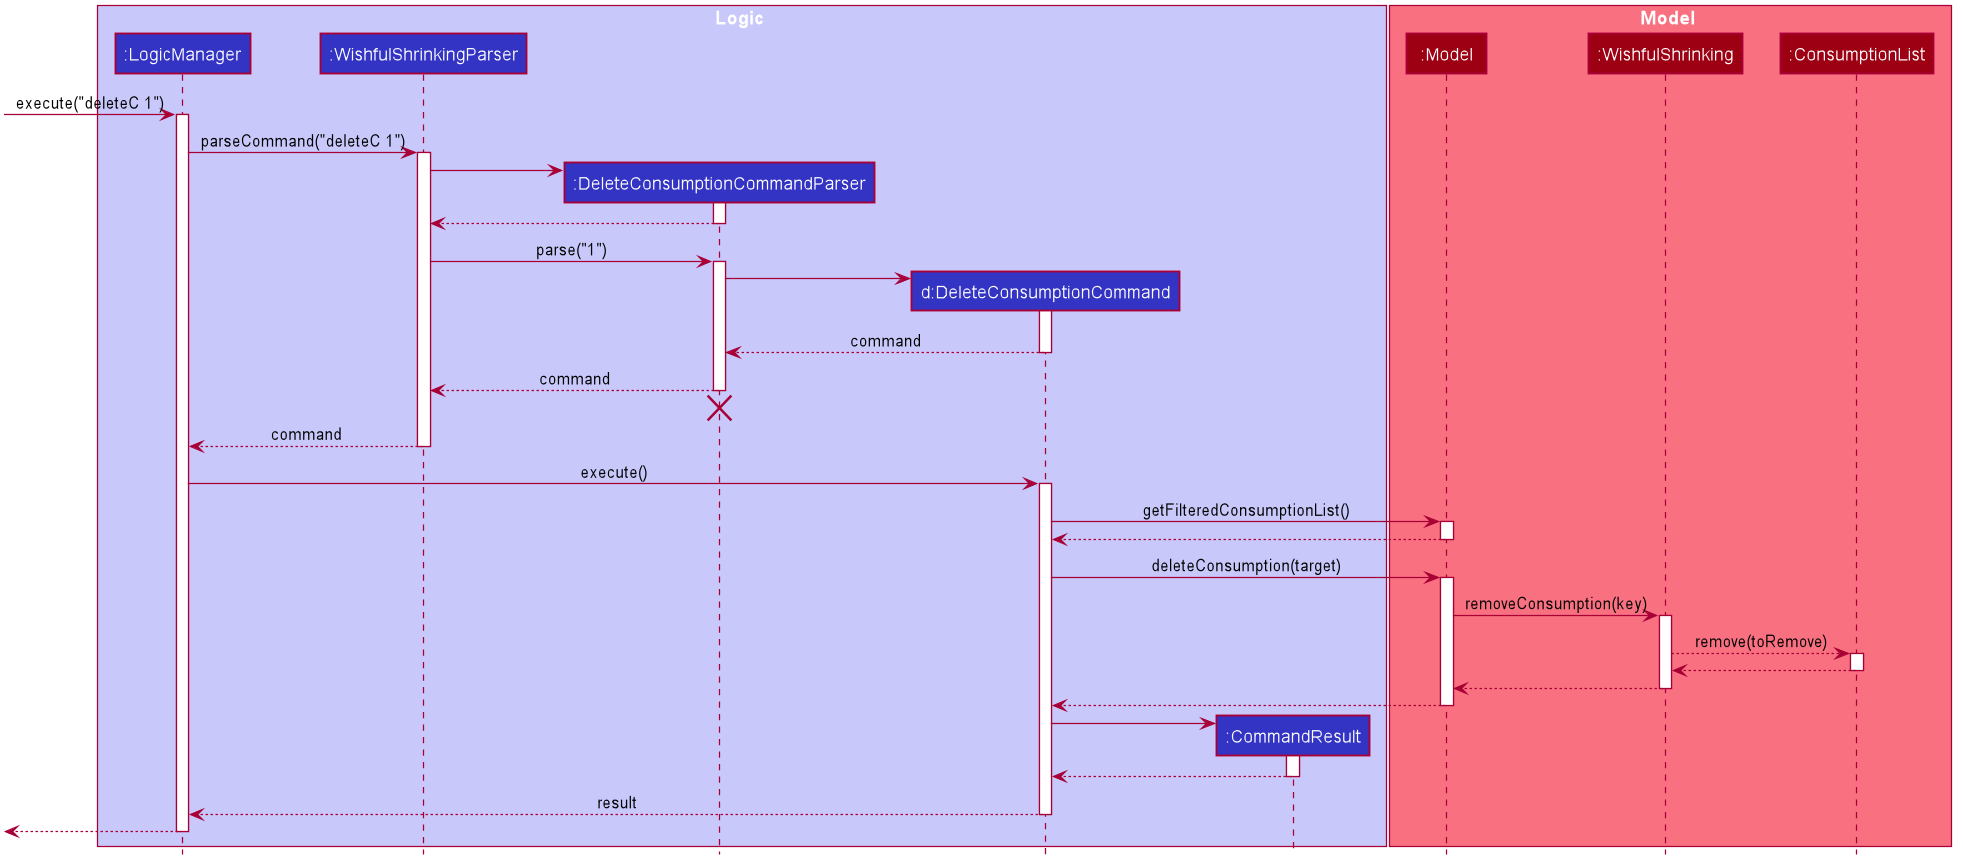 Logic
Model
:LogicManager
:WishfulShrinkingParser
:Model
:WishfulShrinking
:ConsumptionList
execute("deleteC 1")
parseCommand("deleteC 1")
:DeleteConsumptionCommandParser
parse("1")
d:DeleteConsumptionCommand
command
command
command
execute()
getFilteredConsumptionList()
deleteConsumption(target)
removeConsumption(key)
remove(toRemove)
:CommandResult
result